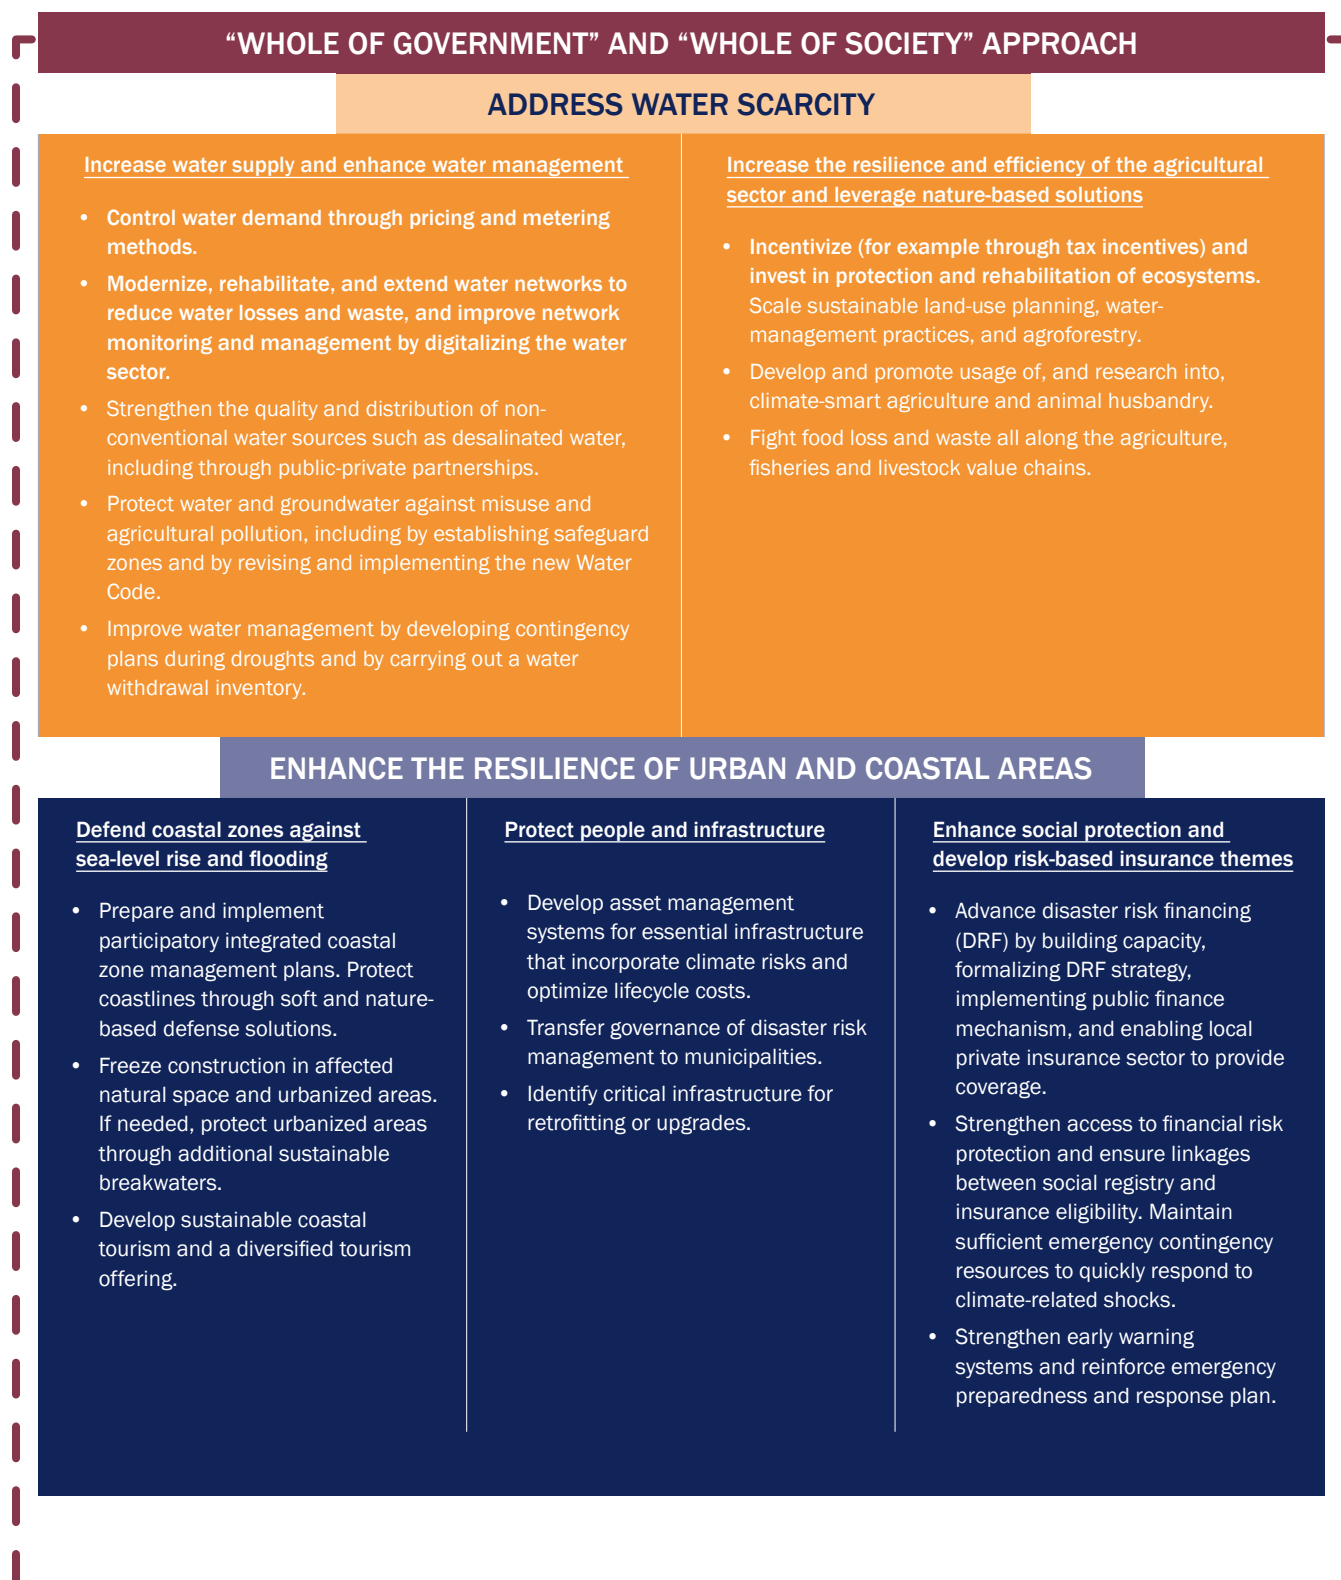 “WHOLE OF GOVERNMENT” AND “WHOLE OF SOCIETY” APPROACH
ADDRESS WATER SCARCITY
Increase water supply and enhance water management
• Control water demand through pricing and metering
methods.
• Modernize, rehabilitate, and extend water networks to
reduce water losses and waste, and improve network
monitoring and management by digitalizing the water
sector.
• Strengthen the quality and distribution of non-
conventional water sources such as desalinated water,
including through public-private partnerships.
• Protect water and groundwater against misuse and
agricultural pollution, including by establishing safeguard
zones and by revising and implementing the new Water
Code.
• Improve water management by developing contingency
plans during droughts and by carrying out a water
withdrawal inventory.
Increase the resilience and efficiency of the agricultural
sector and leverage nature-based solutions
• Incentivize (for example through tax incentives) and
invest in protection and rehabilitation of ecosystems.
Scale sustainable land-use planning, water-
management practices, and agroforestry.
• Develop and promote usage of, and research into,
climate-smart agriculture and animal husbandry.
• Fight food loss and waste all along the agriculture,
fisheries and livestock value chains.
ENHANCE THE RESILIENCE OF URBAN AND COASTAL AREAS
Defend coastal zones against
sea-level rise and flooding
• Prepare and implement
participatory integrated coastal
zone management plans. Protect
coastlines through soft and nature-
based defense solutions.
• Freeze construction in affected
natural space and urbanized areas.
If needed, protect urbanized areas
through additional sustainable
breakwaters.
• Develop sustainable coastal
tourism and a diversified tourism
offering.
Protect people and infrastructure
• Develop asset management
systems for essential infrastructure
that incorporate climate risks and
optimize lifecycle costs.
• Transfer governance of disaster risk
management to municipalities.
• Identify critical infrastructure for
retrofitting or upgrades.
Enhance social protection and
develop risk-based insurance themes
• Advance disaster risk financing
(DRF) by building capacity,
formalizing DRF strategy,
implementing public finance
mechanism, and enabling local
private insurance sector to provide
coverage.
• Strengthen access to financial risk
protection and ensure linkages
between social registry and
insurance eligibility. Maintain
sufficient emergency contingency
resources to quickly respond to
climate-related shocks.
• Strengthen early warning
systems and reinforce emergency
preparedness and response plan.